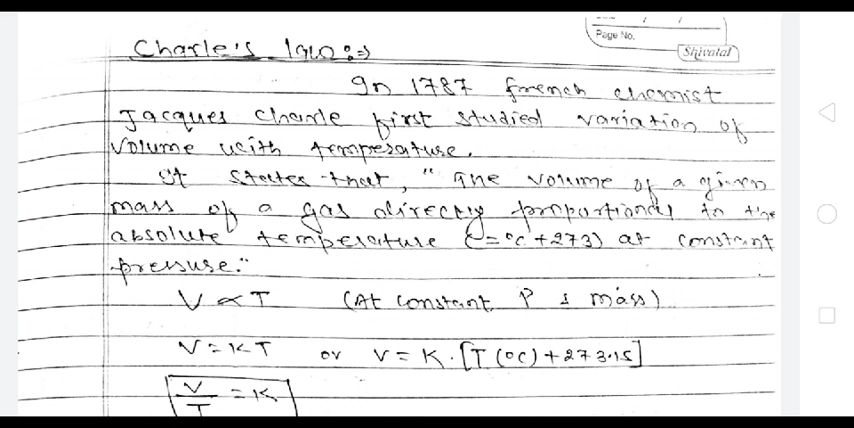 Page No.
Shivalal
Charle's law :⇒
In 1787 french chemist
Jacques Charle first studied variation of
volume with temperature.
It states that, "The volume of a given
mass of a gas directly proportional to the
absolute temperature (=°C+273) at constant
pressure."
V ∝ T (At constant P & mass)
V = KT or V = K.[T(°C)+273.15]
V/T = K